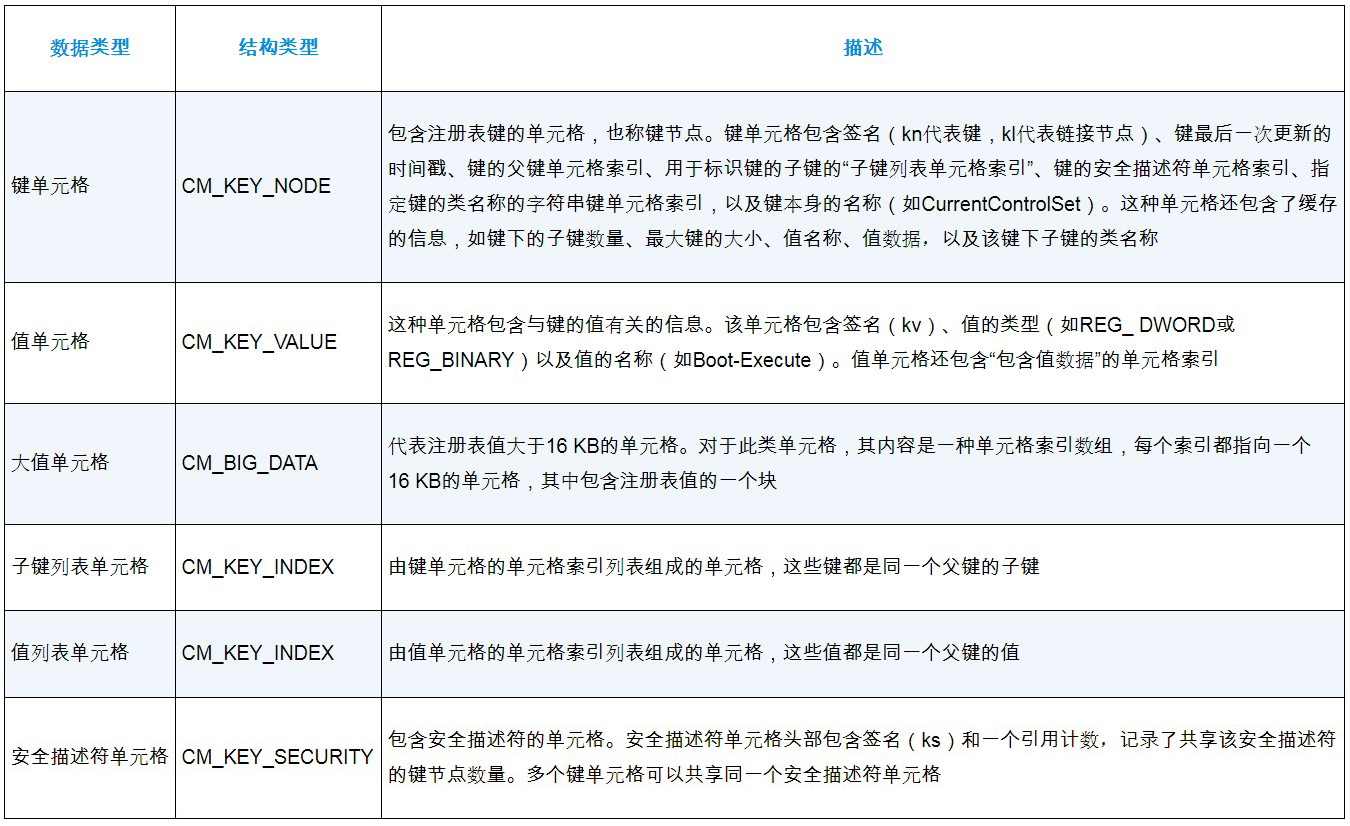 数据类型
结构类型
描述
键单元格
CM_KEY_NODE
包含注册表键的单元格，也称键节点。键单元格包含签名（kn代表键，kl代表链接节点）、键最后一次更新的
时间戳、键的父键单元格索引、用于标识键的子键的“子键列表单元格索引”、键的安全描述符单元格索引、指
定键的类名称的字符串键单元格索引，以及键本身的名称（如CurrentControlSet）。这种单元格还包含了缓存
的信息，如键下的子键数量、最大键的大小、值名称、值数据，以及该键下子键的类名称
值单元格
CM_KEY_VALUE
这种单元格包含与键的值有关的信息。该单元格包含签名（kv）、值的类型（如REG_ DWORD或
REG_BINARY）以及值的名称（如Boot-Execute）。值单元格还包含“包含值数据”的单元格索引
大值单元格
CM_BIG_DATA
代表注册表值大于16 KB的单元格。对于此类单元格，其内容是一种单元格索引数组，每个索引都指向一个
16 KB的单元格，其中包含注册表值的一个块
子键列表单元格
CM_KEY_INDEX
由键单元格的单元格索引列表组成的单元格，这些键都是同一个父键的子键
值列表单元格
CM_KEY_INDEX
由值单元格的单元格索引列表组成的单元格，这些值都是同一个父键的值
安全描述符单元格
CM_KEY_SECURITY
包含安全描述符的单元格。安全描述符单元格头部包含签名（ks）和一个引用计数，记录了共享该安全描述符
的键节点数量。多个键单元格可以共享同一个安全描述符单元格